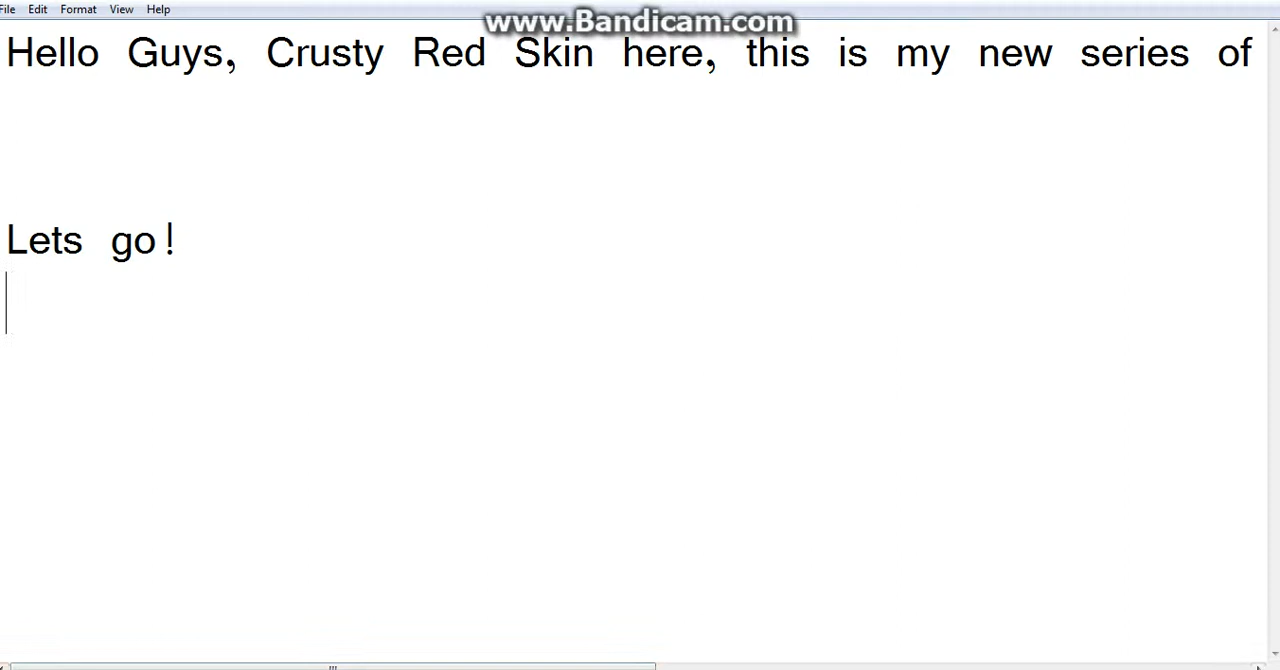 www.Bandicam.com
File Edit Format View Help
Hello Guys, Crusty Red Skin here, this is my new series of
Lets go!